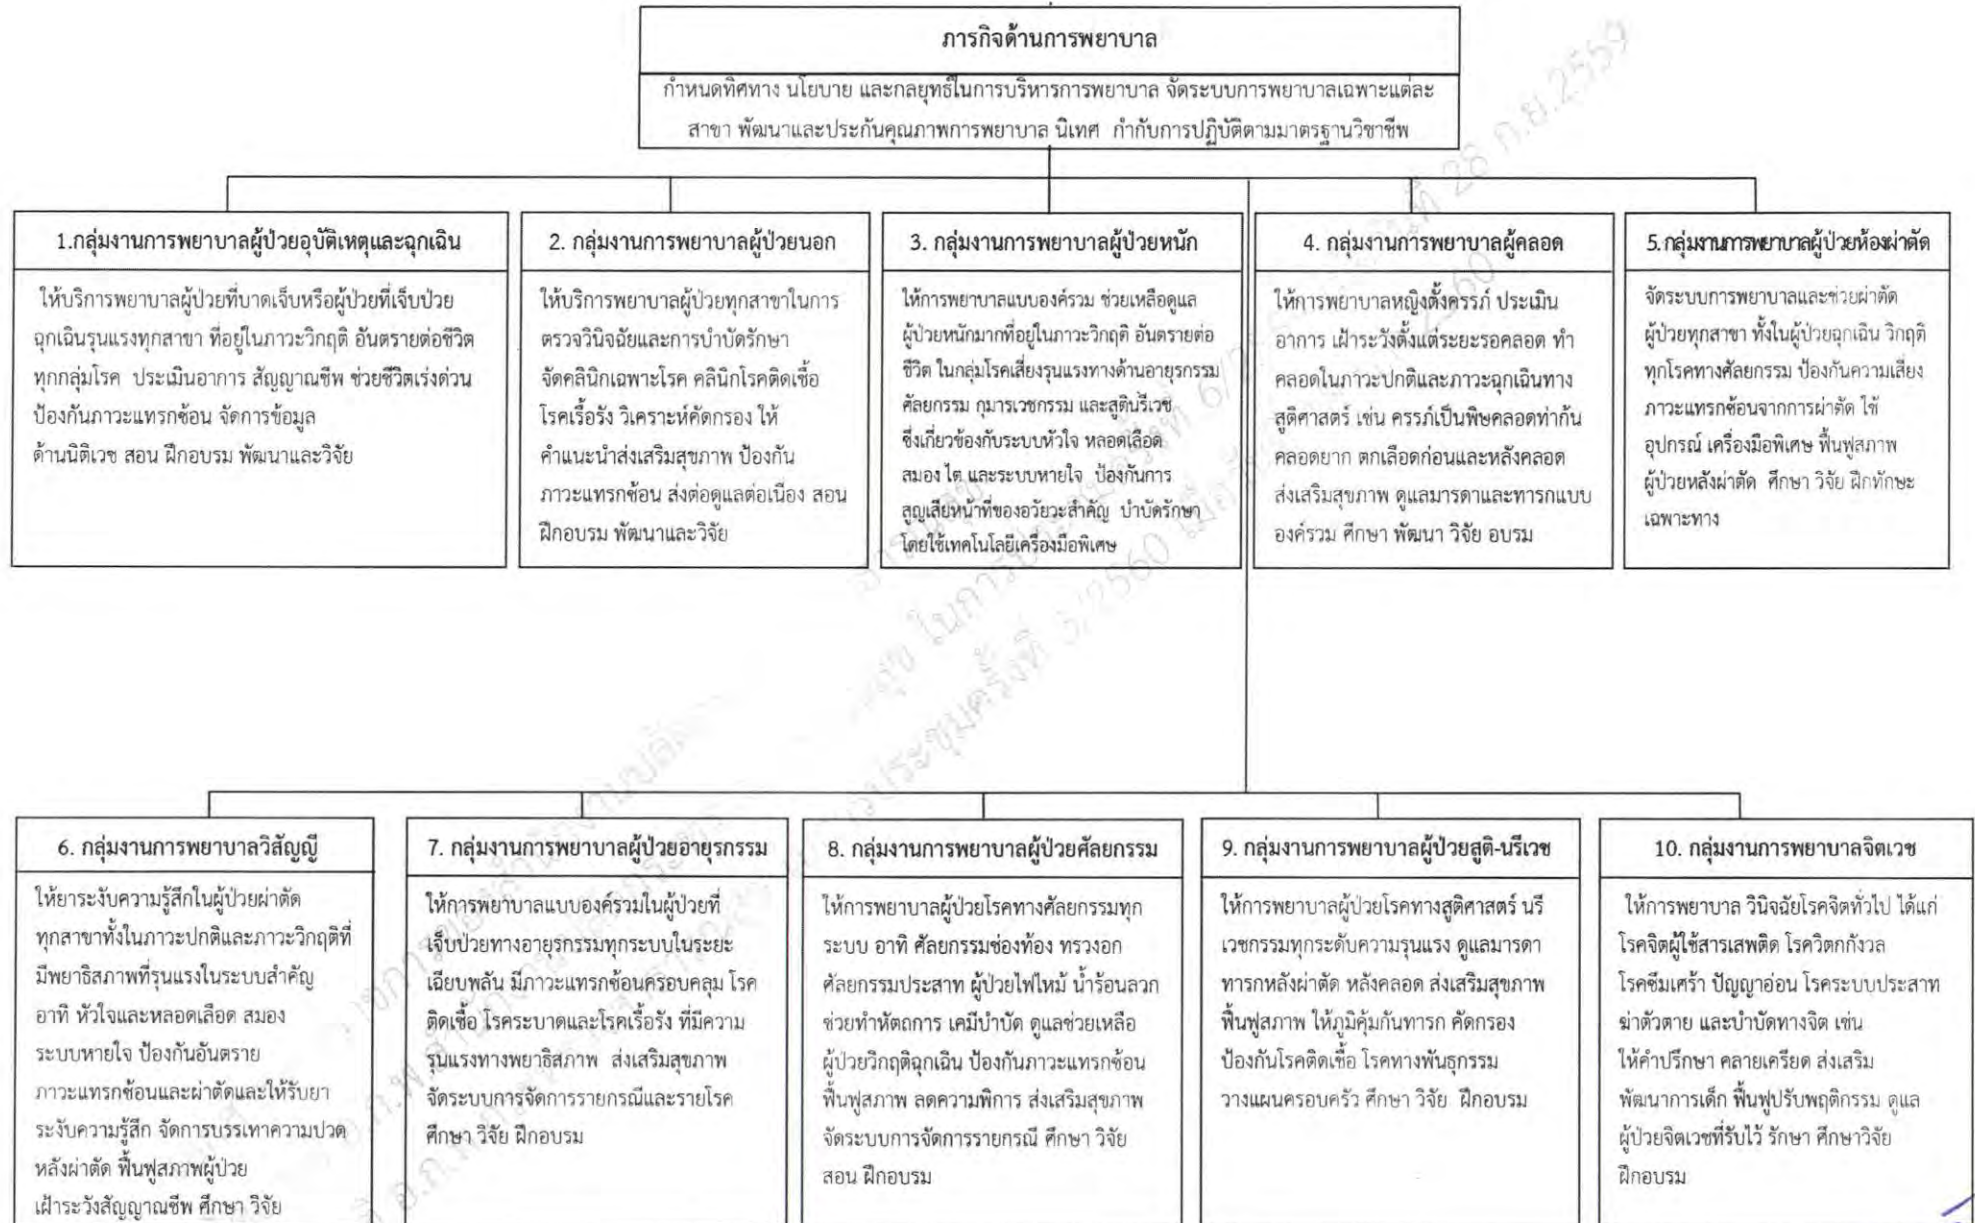 ภารกิจด้านการพยาบาล
กำหนดทิศทาง นโยบาย และกลยุทธ์ในการบริหารการพยาบาล จัดระบบการพยาบาลเฉพาะแต่ละ
สาขา พัฒนาและประกันคุณภาพการพยาบาล นิเทศ กำกับการปฏิบัติตามมาตรฐานวิชาชีพ
1.กลุ่มงานการพยาบาลผู้ป่วยอุบัติเหตุและฉุกเฉิน
ให้บริการพยาบาลผู้ป่วยที่บาดเจ็บหรือผู้ป่วยที่เจ็บป่วย
ฉุกเฉินรุนแรงทุกสาขา ที่อยู่ในภาวะวิกฤติ อันตรายต่อชีวิต
ทุกกลุ่มโรค ประเมินอาการ สัญญาณชีพ ช่วยชีวิตเร่งด่วน
ป้องกันภาวะแทรกซ้อน จัดการข้อมูล
ด้านนิติเวช สอน ฝึกอบรม พัฒนาและวิจัย
2. กลุ่มงานการพยาบาลผู้ป่วยนอก
ให้บริการพยาบาลผู้ป่วยทุกสาขาในการ
ตรวจวินิจฉัยและการบำบัดรักษา
จัดคลินิกเฉพาะโรค คลินิกโรคติดเชื้อ
โรคเรื้อรัง วิเคราะห์คัดกรอง ให้
คำแนะนำส่งเสริมสุขภาพ ป้องกัน
ภาวะแทรกซ้อน ส่งต่อดูแลต่อเนื่อง สอน
ฝึกอบรม พัฒนาและวิจัย
3. กลุ่มงานการพยาบาลผู้ป่วยหนัก
ให้การพยาบาลแบบองค์รวม ช่วยเหลือดูแล
ผู้ป่วยหนักมากที่อยู่ในภาวะวิกฤติ อันตรายต่อ
ชีวิต ในกลุ่มโรคเสี่ยงรุนแรงทางด้านอายุรกรรม
ศัลยกรรม กุมารเวชกรรม และสูตินรีเวช
ซึ่งเกี่ยวข้องกับระบบหัวใจ หลอดเลือด
สมอง ไต และระบบหายใจ ป้องกันการ
สูญเสียหน้าที่ของอวัยวะสำคัญ บำบัดรักษา
โดยใช้เทคโนโลยีเครื่องมือพิเศษ
4. กลุ่มงานการพยาบาลผู้คลอด
ให้การพยาบาลหญิงตั้งครรภ์ ประเมิน
อาการ เฝ้าระวังตั้งแต่ระยะรอคลอด ทำ
คลอดในภาวะปกติและภาวะฉุกเฉินทาง
สูติศาสตร์ เช่น ครรภ์เป็นพิษคลอดท่าก้น
คลอดยาก ตกเลือดก่อนและหลังคลอด
ส่งเสริมสุขภาพ ดูแลมารดาและทารกแบบ
องค์รวม ศึกษา พัฒนา วิจัย อบรม
5.กลุ่มงานการพยาบาลผู้ป่วยห้องผ่าตัด
จัดระบบการพยาบาลและช่วยผ่าตัด
ผู้ป่วยทุกสาขา ทั้งในผู้ป่วยฉุกเฉิน วิกฤติ
ทุกโรคทางศัลยกรรม ป้องกันความเสี่ยง
ภาวะแทรกซ้อนจากการผ่าตัด ใช้
อุปกรณ์ เครื่องมือพิเศษ ฟื้นฟูสภาพ
ผู้ป่วยหลังผ่าตัด ศึกษา วิจัย ฝึกทักษะ
เฉพาะทาง
6. กลุ่มงานการพยาบาลวิสัญญี
ให้ยาระงับความรู้สึกในผู้ป่วยผ่าตัด
ทุกสาขาทั้งในภาวะปกติและภาวะวิกฤติที่
มีพยาธิสภาพที่รุนแรงในระบบสำคัญ
อาทิ หัวใจและหลอดเลือด สมอง
ระบบหายใจ ป้องกันอันตราย
ภาวะแทรกซ้อนและผ่าตัดและให้รับยา
ระงับความรู้สึก จัดการบรรเทาความปวด
หลังผ่าตัด ฟื้นฟูสภาพผู้ป่วย
เฝ้าระวังสัญญาณชีพ ศึกษา วิจัย
7. กลุ่มงานการพยาบาลผู้ป่วยอายุรกรรม
ให้การพยาบาลแบบองค์รวมในผู้ป่วยที่
เจ็บป่วยทางอายุรกรรมทุกระบบในระยะ
เฉียบพลัน มีภาวะแทรกซ้อนครอบคลุม โรค
ติดเชื้อ โรคระบาดและโรคเรื้อรัง ที่มีความ
รุนแรงทางพยาธิสภาพ ส่งเสริมสุขภาพ
จัดระบบการจัดการรายกรณีและรายโรค
ศึกษา วิจัย ฝึกอบรม
8. กลุ่มงานการพยาบาลผู้ป่วยศัลยกรรม
ให้การพยาบาลผู้ป่วยโรคทางศัลยกรรมทุก
ระบบ อาทิ ศัลยกรรมช่องท้อง ทรวงอก
ศัลยกรรมประสาท ผู้ป่วยไฟไหม้ น้ำร้อนลวก
ช่วยทำหัตถการ เคมีบำบัด ดูแลช่วยเหลือ
ผู้ป่วยวิกฤติฉุกเฉิน ป้องกันภาวะแทรกซ้อน
ฟื้นฟูสภาพ ลดความพิการ ส่งเสริมสุขภาพ
จัดระบบการจัดการรายกรณี ศึกษา วิจัย
สอน ฝึกอบรม
9. กลุ่มงานการพยาบาลผู้ป่วยสูติ-นรีเวช
ให้การพยาบาลผู้ป่วยโรคทางสูติศาสตร์ นรี
เวชกรรมทุกระดับความรุนแรง ดูแลมารดา
ทารกหลังผ่าตัด หลังคลอด ส่งเสริมสุขภาพ
ฟื้นฟูสภาพ ให้ภูมิคุ้มกันทารก คัดกรอง
ป้องกันโรคติดเชื้อ โรคทางพันธุกรรม
วางแผนครอบครัว ศึกษา วิจัย ฝึกอบรม
10. กลุ่มงานการพยาบาลจิตเวช
ให้การพยาบาล วินิจฉัยโรคจิตทั่วไป ได้แก่
โรคจิตผู้ใช้สารเสพติด โรควิตกกังวล
โรคซึมเศร้า ปัญญาอ่อน โรคระบบประสาท
ฆ่าตัวตาย และบำบัดทางจิต เช่น
ให้คำปรึกษา คลายเครียด ส่งเสริม
พัฒนาการเด็ก ฟื้นฟูปรับพฤติกรรม ดูแล
ผู้ป่วยจิตเวชที่รับไว้ รักษา ศึกษาวิจัย
ฝึกอบรม